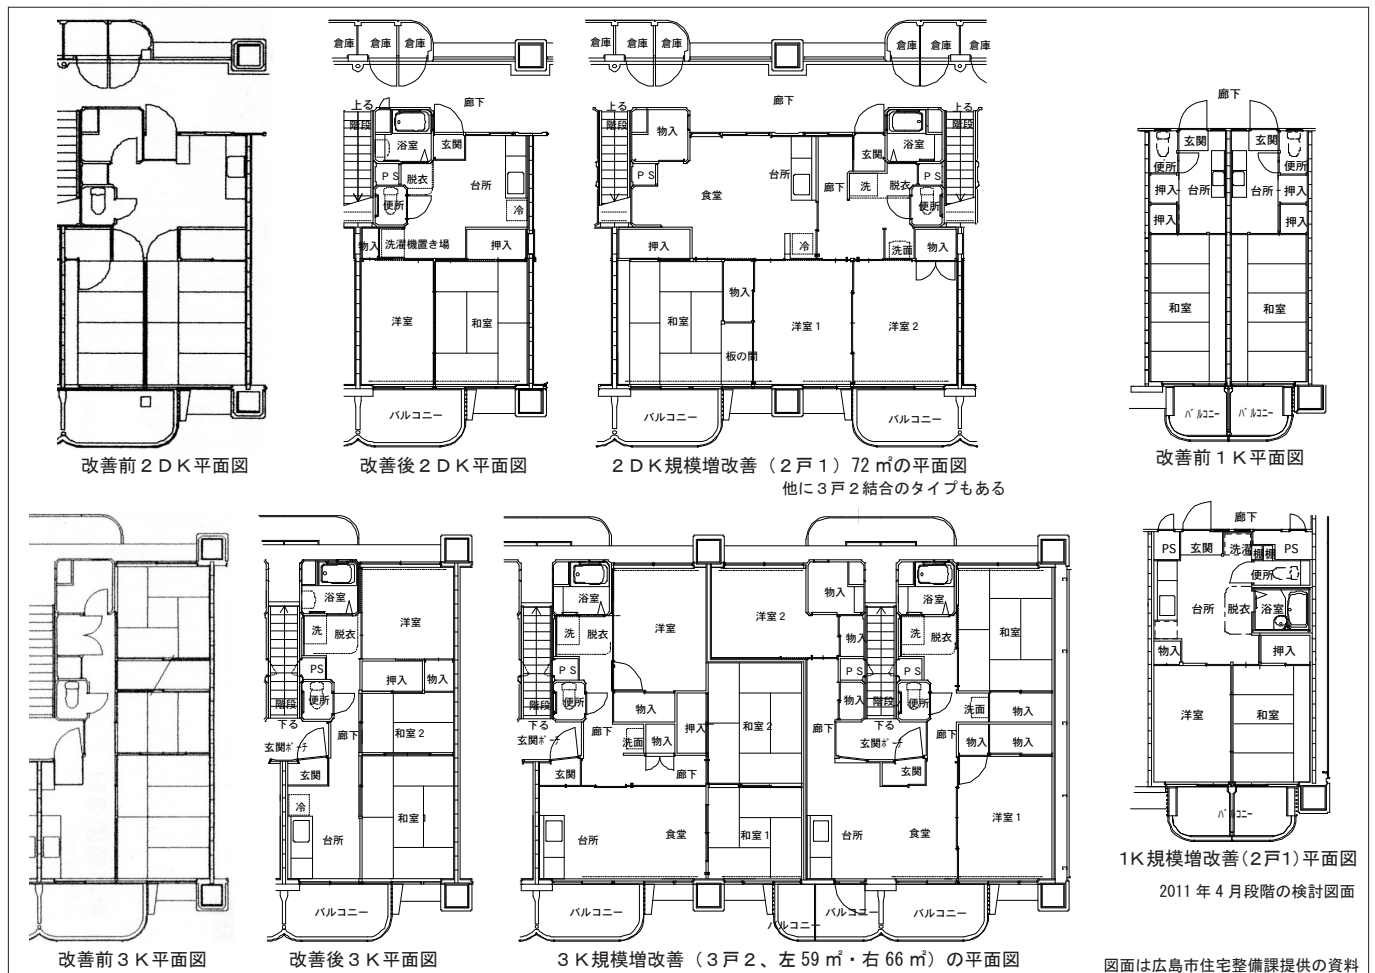 倉庫
倉庫
倉庫
上る
階段
廊下
浴室
玄関
PS
脱衣
台所
便所
冷
物入
洗濯機置き場
押入
洋室
和室
バルコニー
倉庫
倉庫
倉庫
倉庫
倉庫
倉庫
廊下
上る
階段
物入
PS
食堂
台所
廊下
玄関
浴室
洗
脱衣
便所
階段
上る
押入
冷
洗面
物入
和室
物入
板の間
洋室1
洋室2
バルコニー
バルコニー
廊下
玄関
玄関
便所
便所
押入
台所
台所
押入
押入
押入
和室
和室
バルコニー
バルコニー
改善前2DK平面図
改善後2DK平面図
2DK規模増改善（2戸1）72㎡の平面図
他に3戸2結合のタイプもある
改善前1K平面図
浴室
洗
脱衣
洋室
PS
押入
物入
階段
便所
下る
廊下
和室2
玄関ポーチ
玄関
冷
台所
和室1
バルコニー
浴室
洗
脱衣
洋室
PS
階段
便所
物入
押入
下る
廊下
玄関ポーチ
洗面
物入
玄関
廊下
台所
食堂
和室1
和室2
洋室2
物入
物入
PS
物入
階段
下る
廊下
玄関ポーチ
玄関
浴室
洗
脱衣
PS
便所
和室
洗面
物入
廊下
物入
物入
台所
食堂
洋室1
バルコニー
バルコニー
バルコニー
バルコニー
廊下
PS
玄関
洗濯
棚
棚
PS
便所
台所
脱衣
浴室
物入
押入
洋室
和室
バルコニー
1K規模増改善(2戸1)平面図
2011年4月段階の検討図面
改善前3K平面図
改善後3K平面図
3K規模増改善（3戸2、左59㎡・右66㎡）の平面図
図面は広島市住宅整備課提供の資料